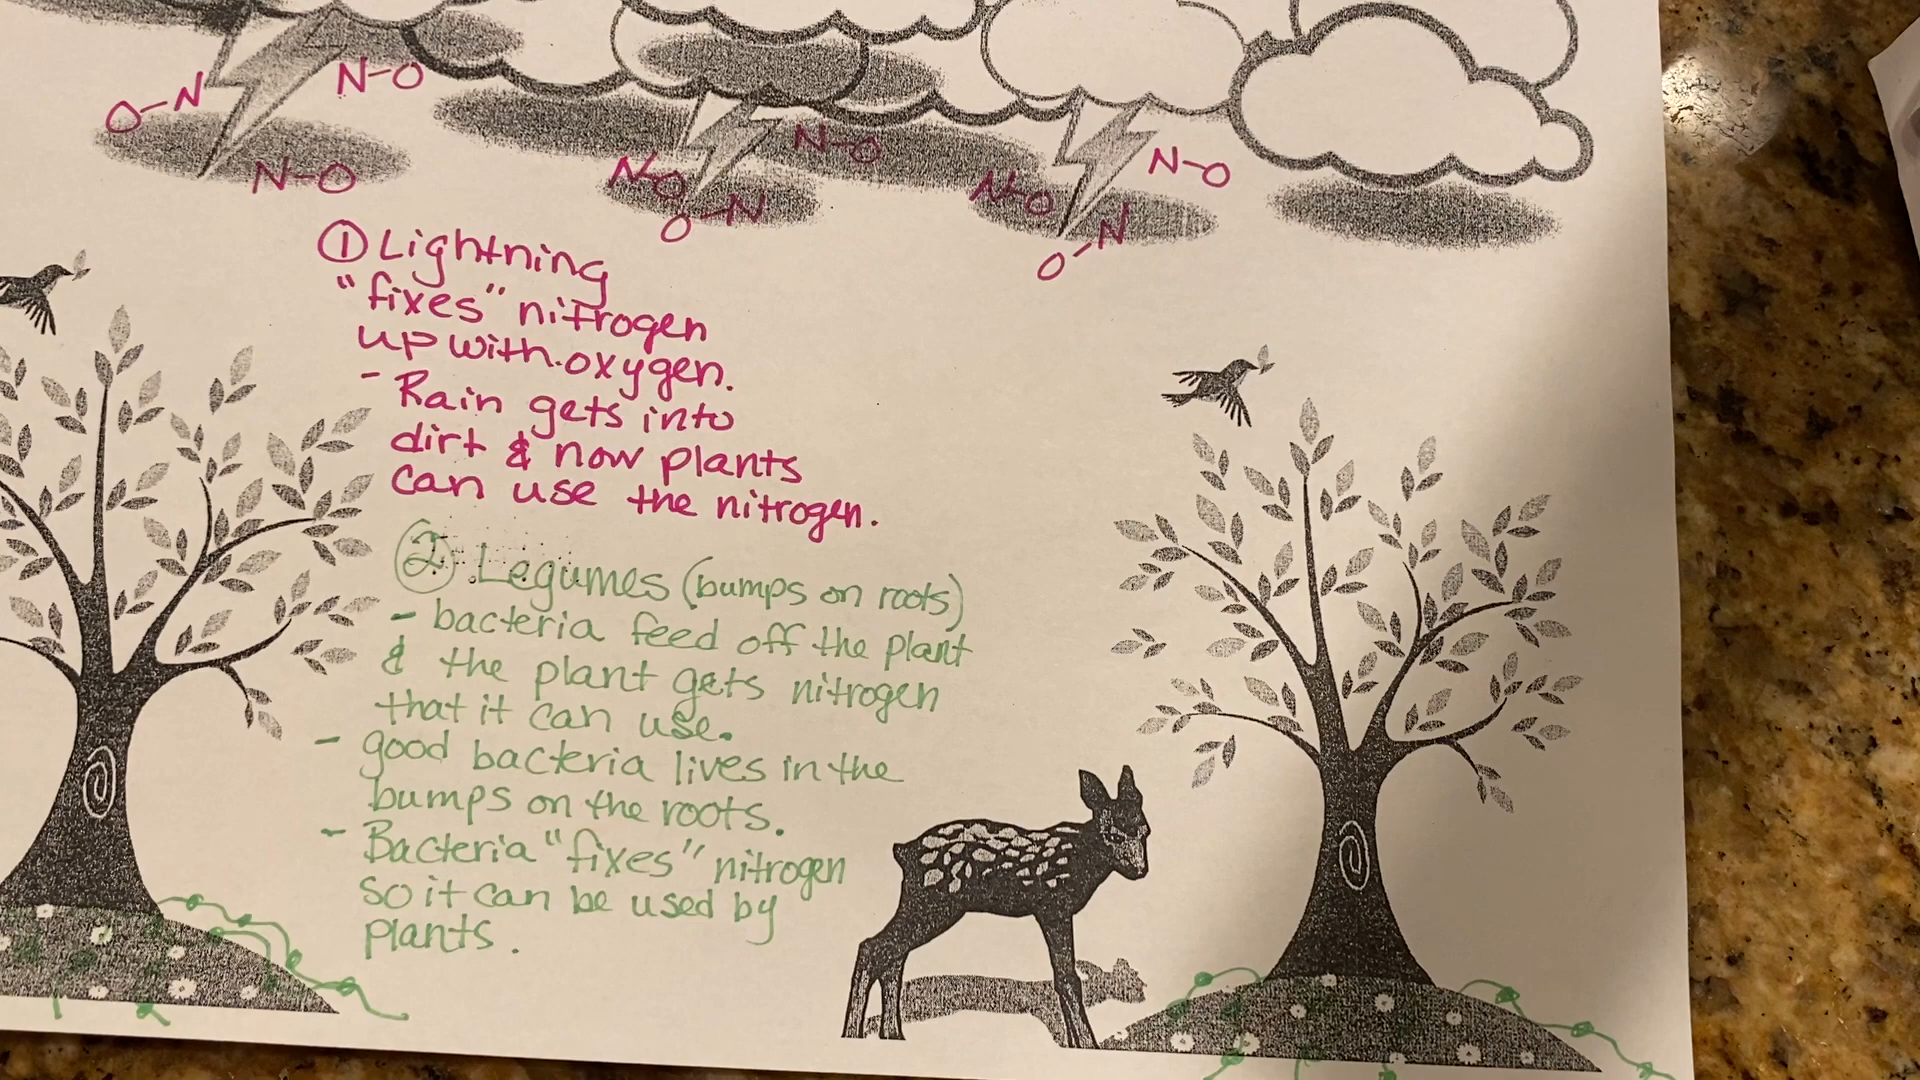 O-N
N-O
N-O
N-O
N-O
O-N
N-O
N-O
O-N
① Lightning
"fixes" nitrogen
up with oxygen.
- Rain gets into
dirt & now plants
can use the nitrogen.
② Legumes (bumps on roots)
- bacteria feed off the plant
& the plant gets nitrogen
that it can use.
- good bacteria lives in the
bumps on the roots.
- Bacteria "fixes" nitrogen
so it can be used by
plants.